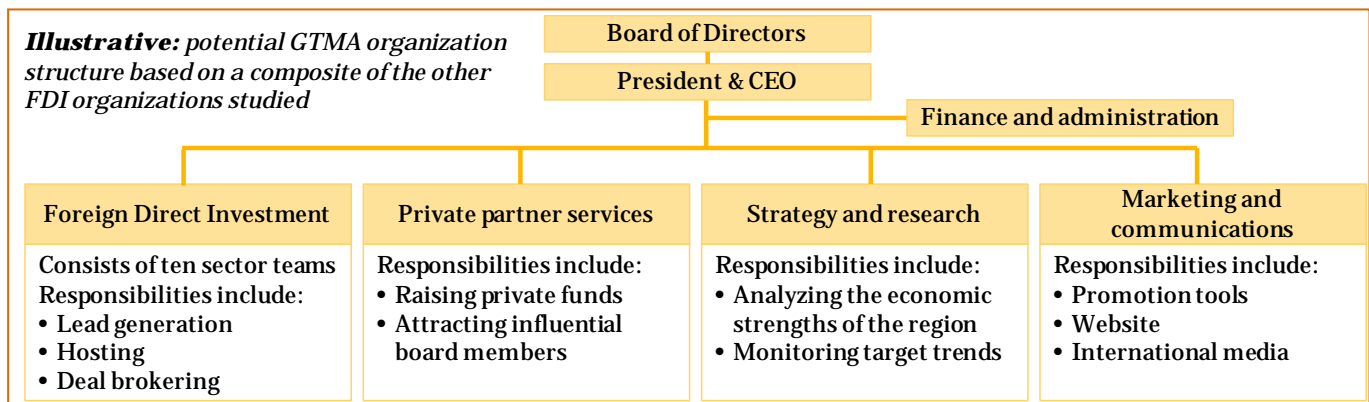 Illustrative: potential GTMA organization
structure based on a composite of the other
FDI organizations studied
Board of Directors
President & CEO
Finance and administration
Foreign Direct Investment
Consists of ten sector teams
Responsibilities include:
• Lead generation
• Hosting
• Deal brokering
Private partner services
Responsibilities include:
• Raising private funds
• Attracting influential
board members
Strategy and research
Responsibilities include:
• Analyzing the economic
strengths of the region
• Monitoring target trends
Marketing and
communications
Responsibilities include:
• Promotion tools
• Website
• International media